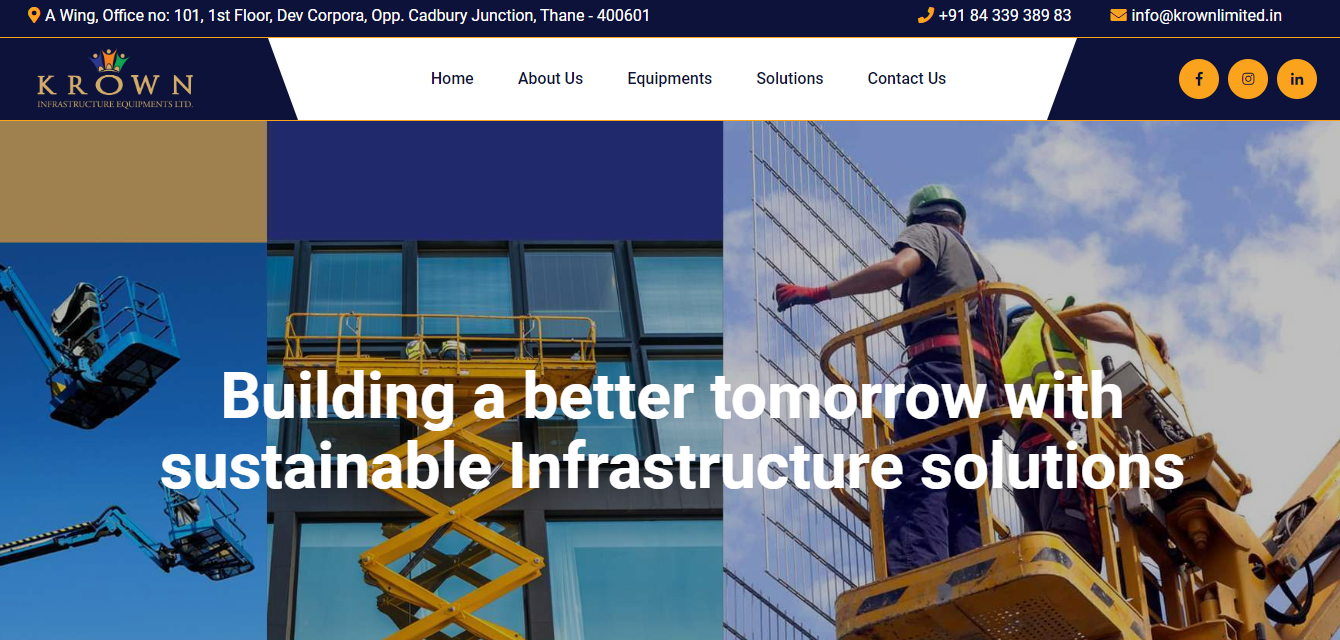 A Wing, Office no: 101, 1st Floor, Dev Corpora, Opp. Cadbury Junction, Thane - 400601
+91 84 339 389 83
info@krownlimited.in
KROWN
INFRASTRUCTURE EQUIPMENTS LTD.
Home About Us Equipments Solutions Contact Us
Building a better tomorrow with
sustainable Infrastructure solutions